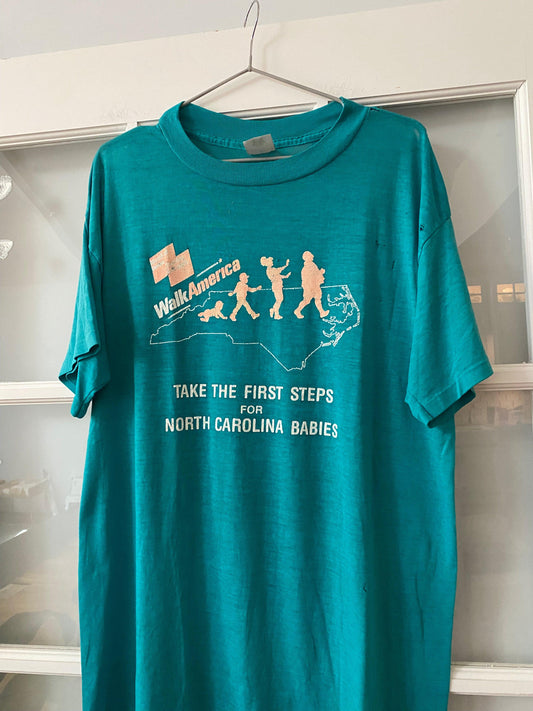 WalkAmerica
TAKE THE FIRST STEPS
FOR
NORTH CAROLINA BABIES